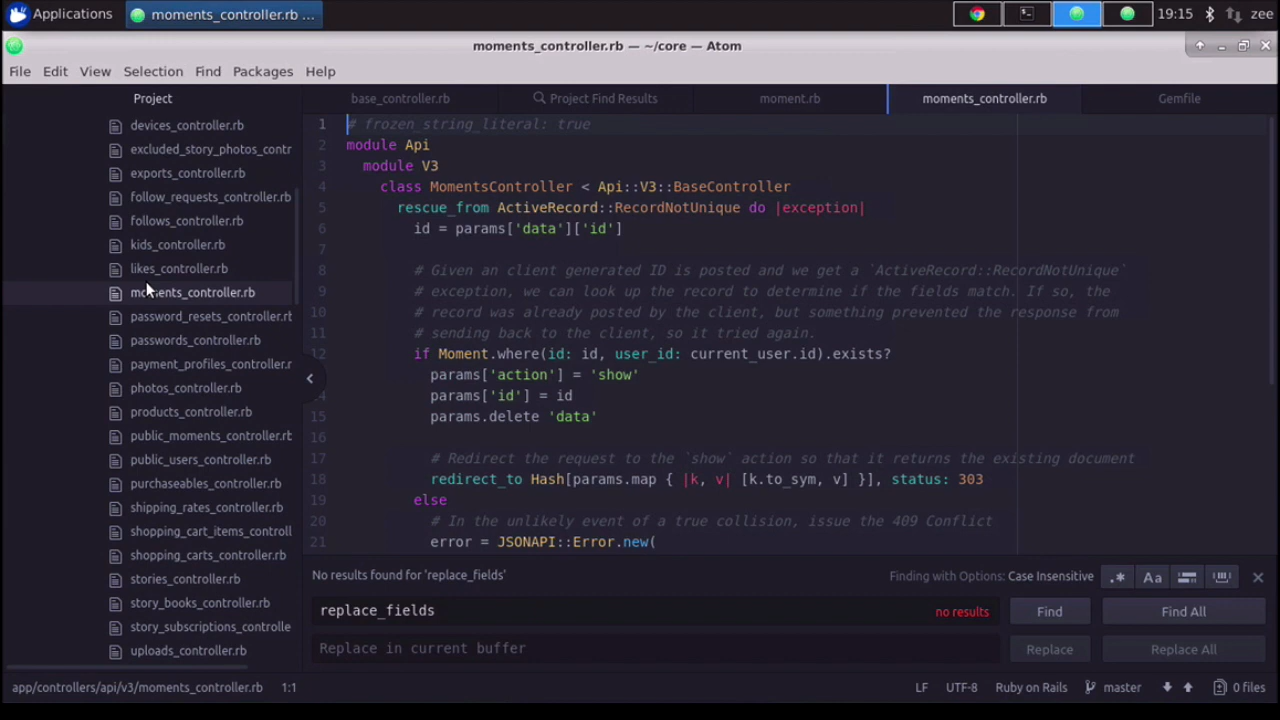 Applications
moments_controller.rb ...
19:15
zee
moments_controller.rb — ~/core — Atom
File Edit View Selection Find Packages Help
Project
devices_controller.rb
excluded_story_photos_contr
exports_controller.rb
follow_requests_controller.rb
follows_controller.rb
kids_controller.rb
likes_controller.rb
moments_controller.rb
password_resets_controller.rb
passwords_controller.rb
payment_profiles_controller.r
photos_controller.rb
products_controller.rb
public_moments_controller.rb
public_users_controller.rb
purchaseables_controller.rb
shipping_rates_controller.rb
shopping_cart_items_controll
shopping_carts_controller.rb
stories_controller.rb
story_books_controller.rb
story_subscriptions_controlle
uploads_controller.rb
base_controller.rb Project Find Results moment.rb moments_controller.rb Gemfile
1 # frozen_string_literal: true
2 module Api
3 module V3
4 class MomentsController < Api::V3::BaseController
5 rescue_from ActiveRecord::RecordNotUnique do |exception|
6 id = params['data']['id']
7
8 # Given an client generated ID is posted and we get a `ActiveRecord::RecordNotUnique`
9 # exception, we can look up the record to determine if the fields match. If so, the
10 # record was already posted by the client, but something prevented the response from
11 # sending back to the client, so it tried again.
12 if Moment.where(id: id, user_id: current_user.id).exists?
13 params['action'] = 'show'
14 params['id'] = id
15 params.delete 'data'
16
17 # Redirect the request to the `show` action so that it returns the existing document
18 redirect_to Hash[params.map { |k, v| [k.to_sym, v] }], status: 303
19 else
20 # In the unlikely event of a true collision, issue the 409 Conflict
21 error = JSONAPI::Error.new(
No results found for 'replace_fields'
Finding with Options: Case Insensitive
.* Aa
replace_fields
no results
Find
Find All
Replace in current buffer
Replace
Replace All
app/controllers/api/v3/moments_controller.rb 1:1
LF UTF-8 Ruby on Rails master 0 files